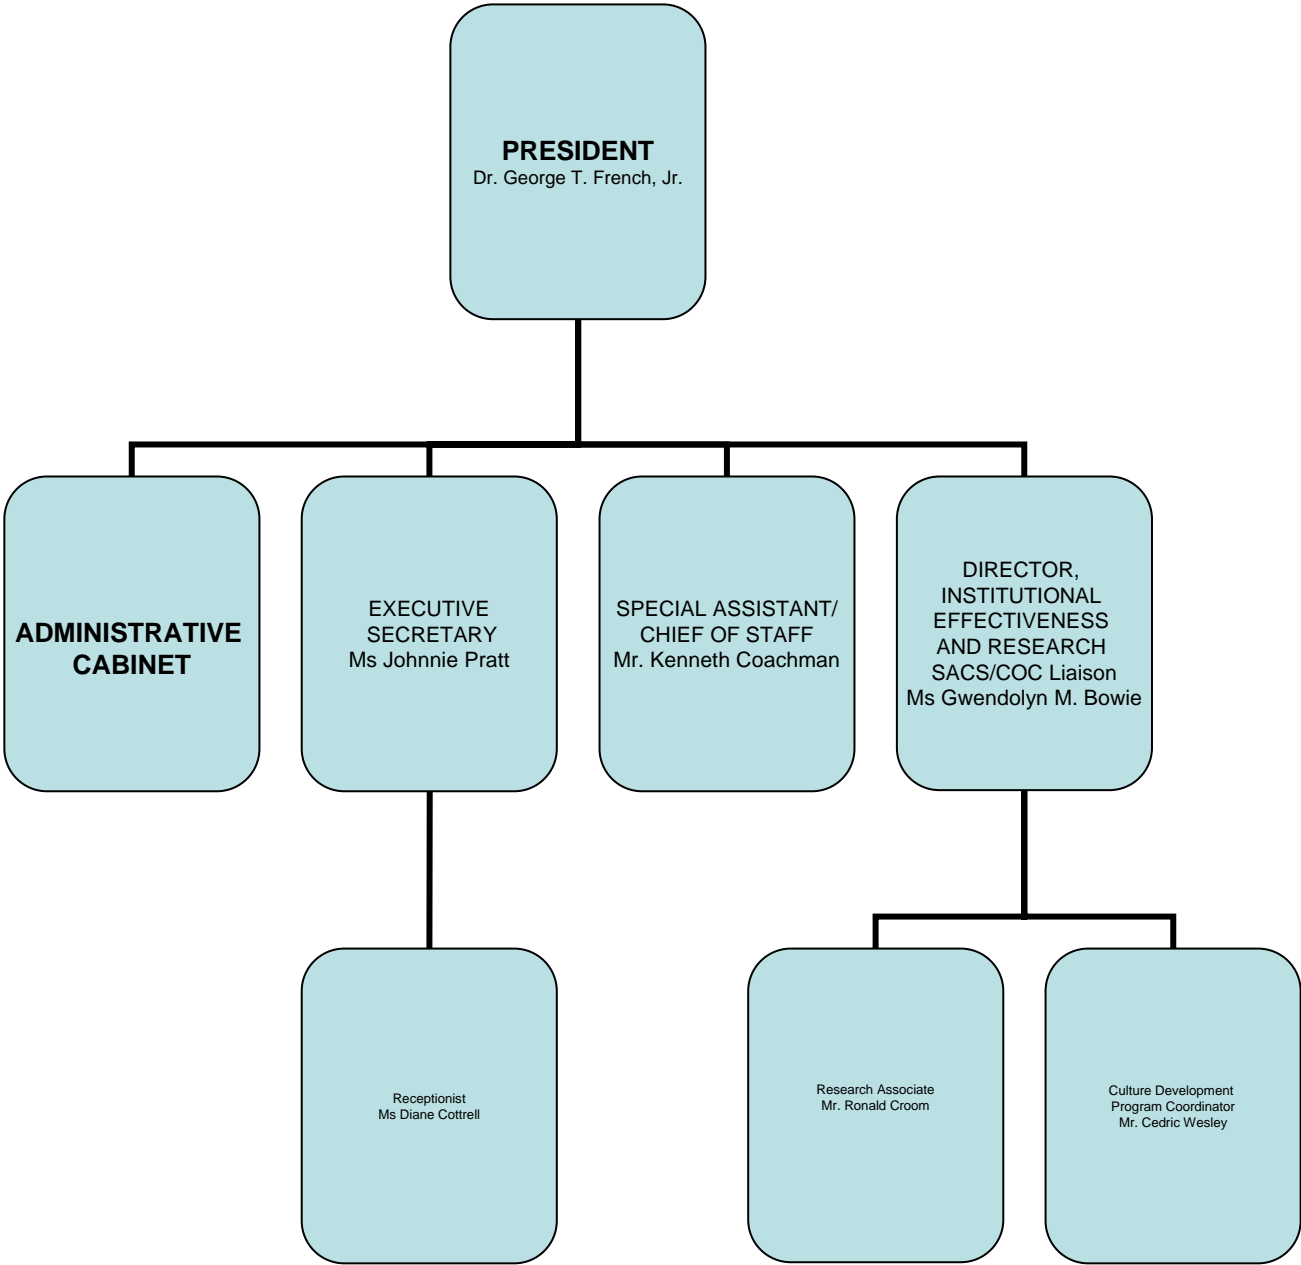 PRESIDENT
Dr. George T. French, Jr.
ADMINISTRATIVE
CABINET
EXECUTIVE
SECRETARY
Ms Johnnie Pratt
SPECIAL ASSISTANT/
CHIEF OF STAFF
Mr. Kenneth Coachman
DIRECTOR,
INSTITUTIONAL
EFFECTIVENESS
AND RESEARCH
SACS/COC Liaison
Ms Gwendolyn M. Bowie
Receptionist
Ms Diane Cottrell
Research Associate
Mr. Ronald Croom
Culture Development
Program Coordinator
Mr. Cedric Wesley